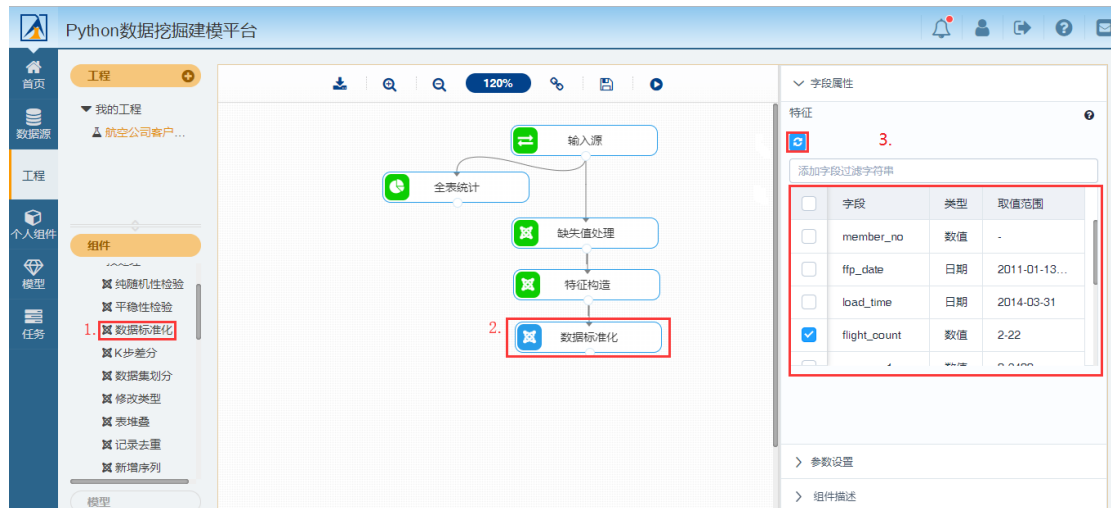 Python数据挖掘建模平台
首页
数据源
工程
个人组件
模型
任务
工程
我的工程
航空公司客户...
组件
纯随机性检验
平稳性检验
1. 数据标准化
K步差分
数据集划分
修改类型
表堆叠
记录去重
新增序列
模型
120%
输入源
全表统计
缺失值处理
特征构造
2. 数据标准化
字段属性
特征
3.
添加字段过滤字符串
字段 类型 取值范围
member_no 数值 -
ffp_date 日期 2011-01-13...
load_time 日期 2014-03-31
flight_count 数值 2-22
参数设置
组件描述